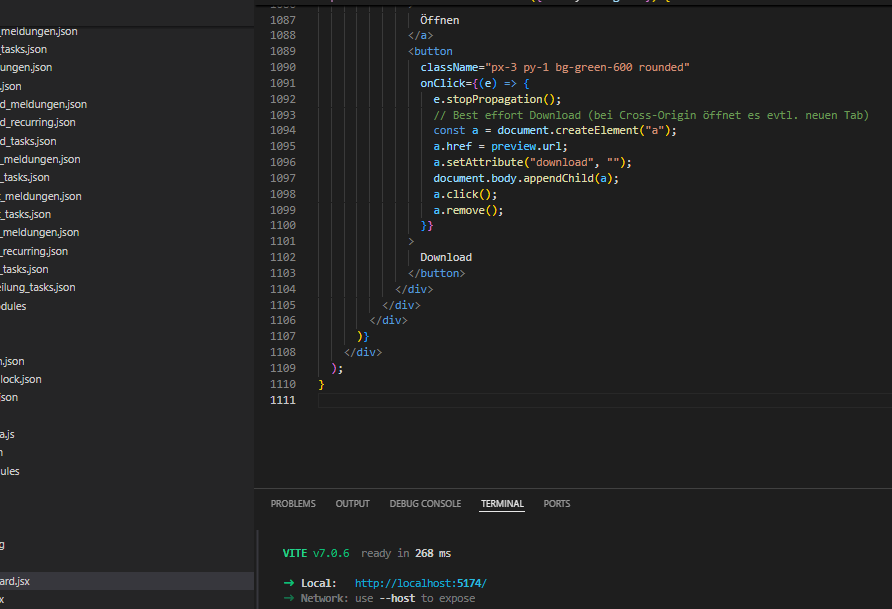 _meldungen.json
_tasks.json
ungen.json
.json
d_meldungen.json
d_recurring.json
d_tasks.json
_meldungen.json
_tasks.json
_meldungen.json
_tasks.json
_meldungen.json
_recurring.json
_tasks.json
eilung_tasks.json
dules
.json
lock.json
son
a.js
ules
g
ard.jsx
x
1087 Öffnen
1088 </a>
1089 <button
1090 className="px-3 py-1 bg-green-600 rounded"
1091 onClick={(e) => {
1092 e.stopPropagation();
1093 // Best effort Download (bei Cross-Origin öffnet es evtl. neuen Tab)
1094 const a = document.createElement("a");
1095 a.href = preview.url;
1096 a.setAttribute("download", "");
1097 document.body.appendChild(a);
1098 a.click();
1099 a.remove();
1100 }}
1101 >
1102 Download
1103 </button>
1104 </div>
1105 </div>
1106 </div>
1107 )}
1108 </div>
1109 );
1110 }
1111
PROBLEMS OUTPUT DEBUG CONSOLE TERMINAL PORTS
VITE v7.0.6 ready in 268 ms
➜ Local: http://localhost:5174/
➜ Network: use --host to expose